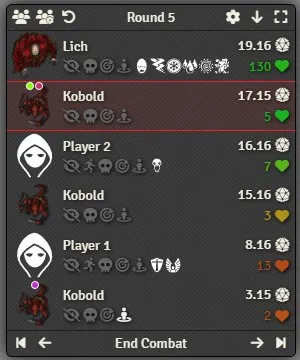 Round 5
Lich 19.16
130
Kobold 17.15
5
Player 2 16.16
7
Kobold 15.15
3
Player 1 8.16
13
Kobold 3.15
2
End Combat